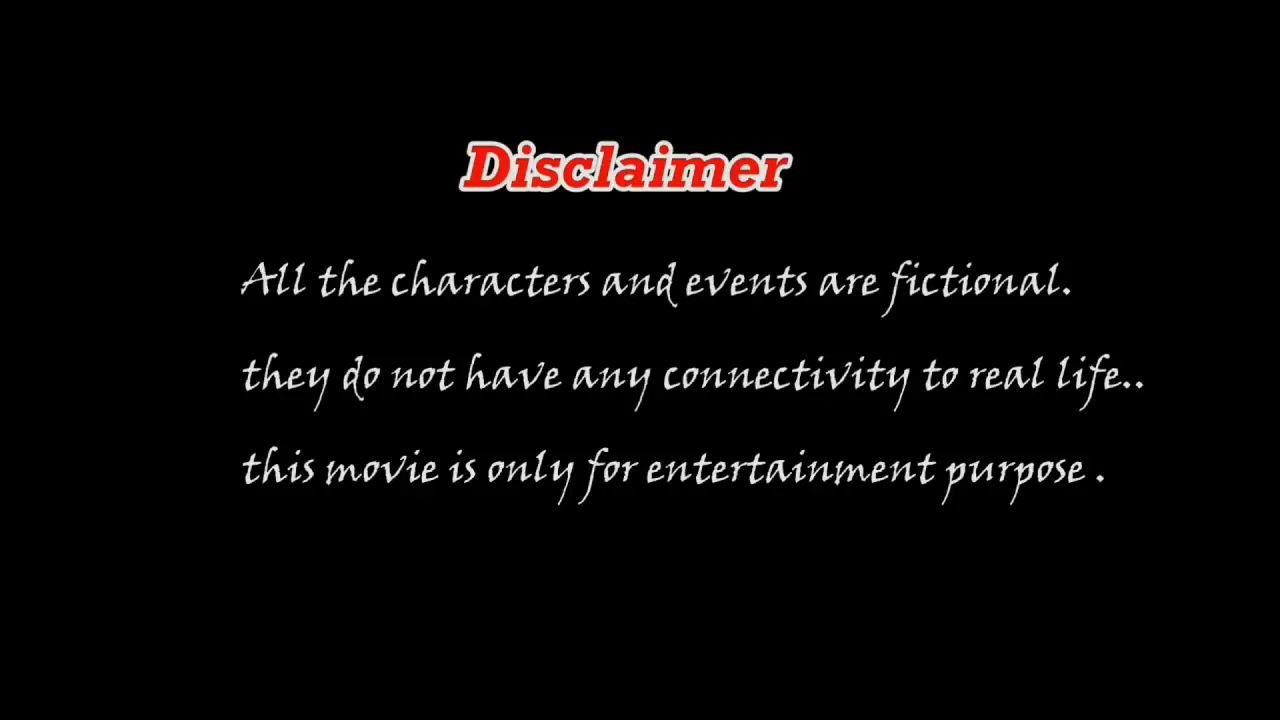 Disclaimer
All the characters and events are fictional.
they do not have any connectivity to real life..
this movie is only for entertainment purpose .